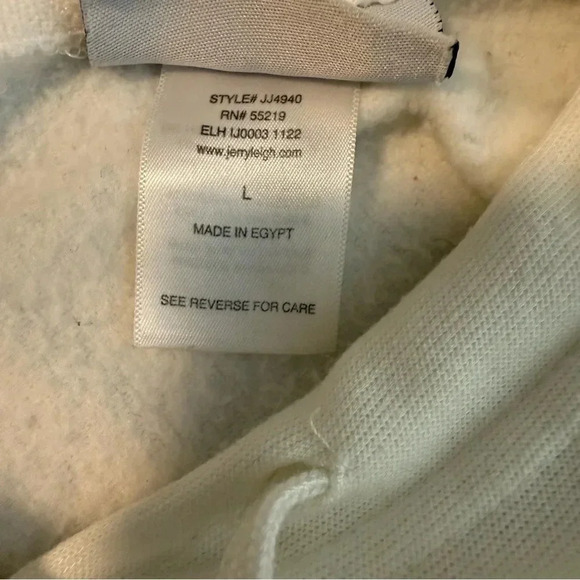 STYLE# JJ4940
RN# 55219
ELH IJ0003 1122
www.jerryleigh.com
L
MADE IN EGYPT
SEE REVERSE FOR CARE